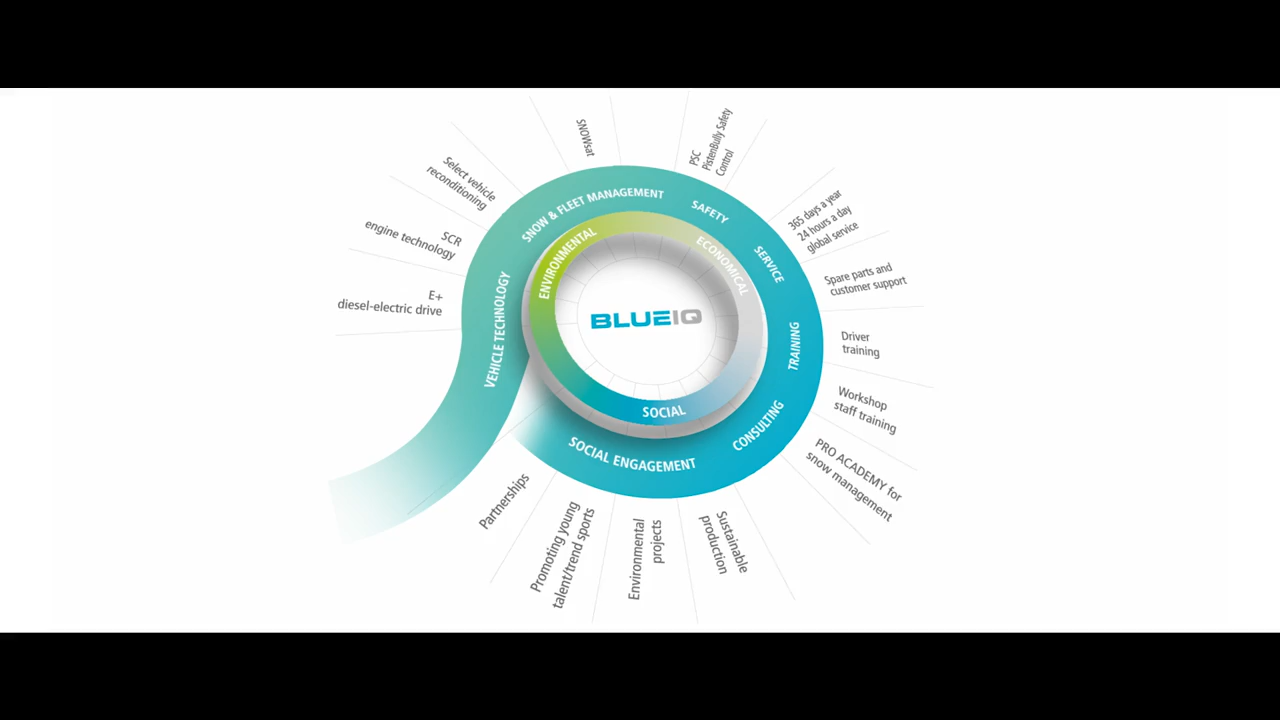 BLUEIQ
ENVIRONMENTAL
ECONOMICAL
SOCIAL
VEHICLE TECHNOLOGY
SNOW & FLEET MANAGEMENT
SAFETY
SERVICE
TRAINING
CONSULTING
SOCIAL ENGAGEMENT
E+
diesel-electric drive
SCR
engine technology
Select vehicle
reconditioning
SNOWsat
PSC
PistenBully Safety
Control
365 days a year
24 hours a day
global service
Spare parts and
customer support
Driver
training
Workshop
staff training
PRO ACADEMY for
snow management
Sustainable
production
Environmental
projects
Promoting young
talent/trend sports
Partnerships